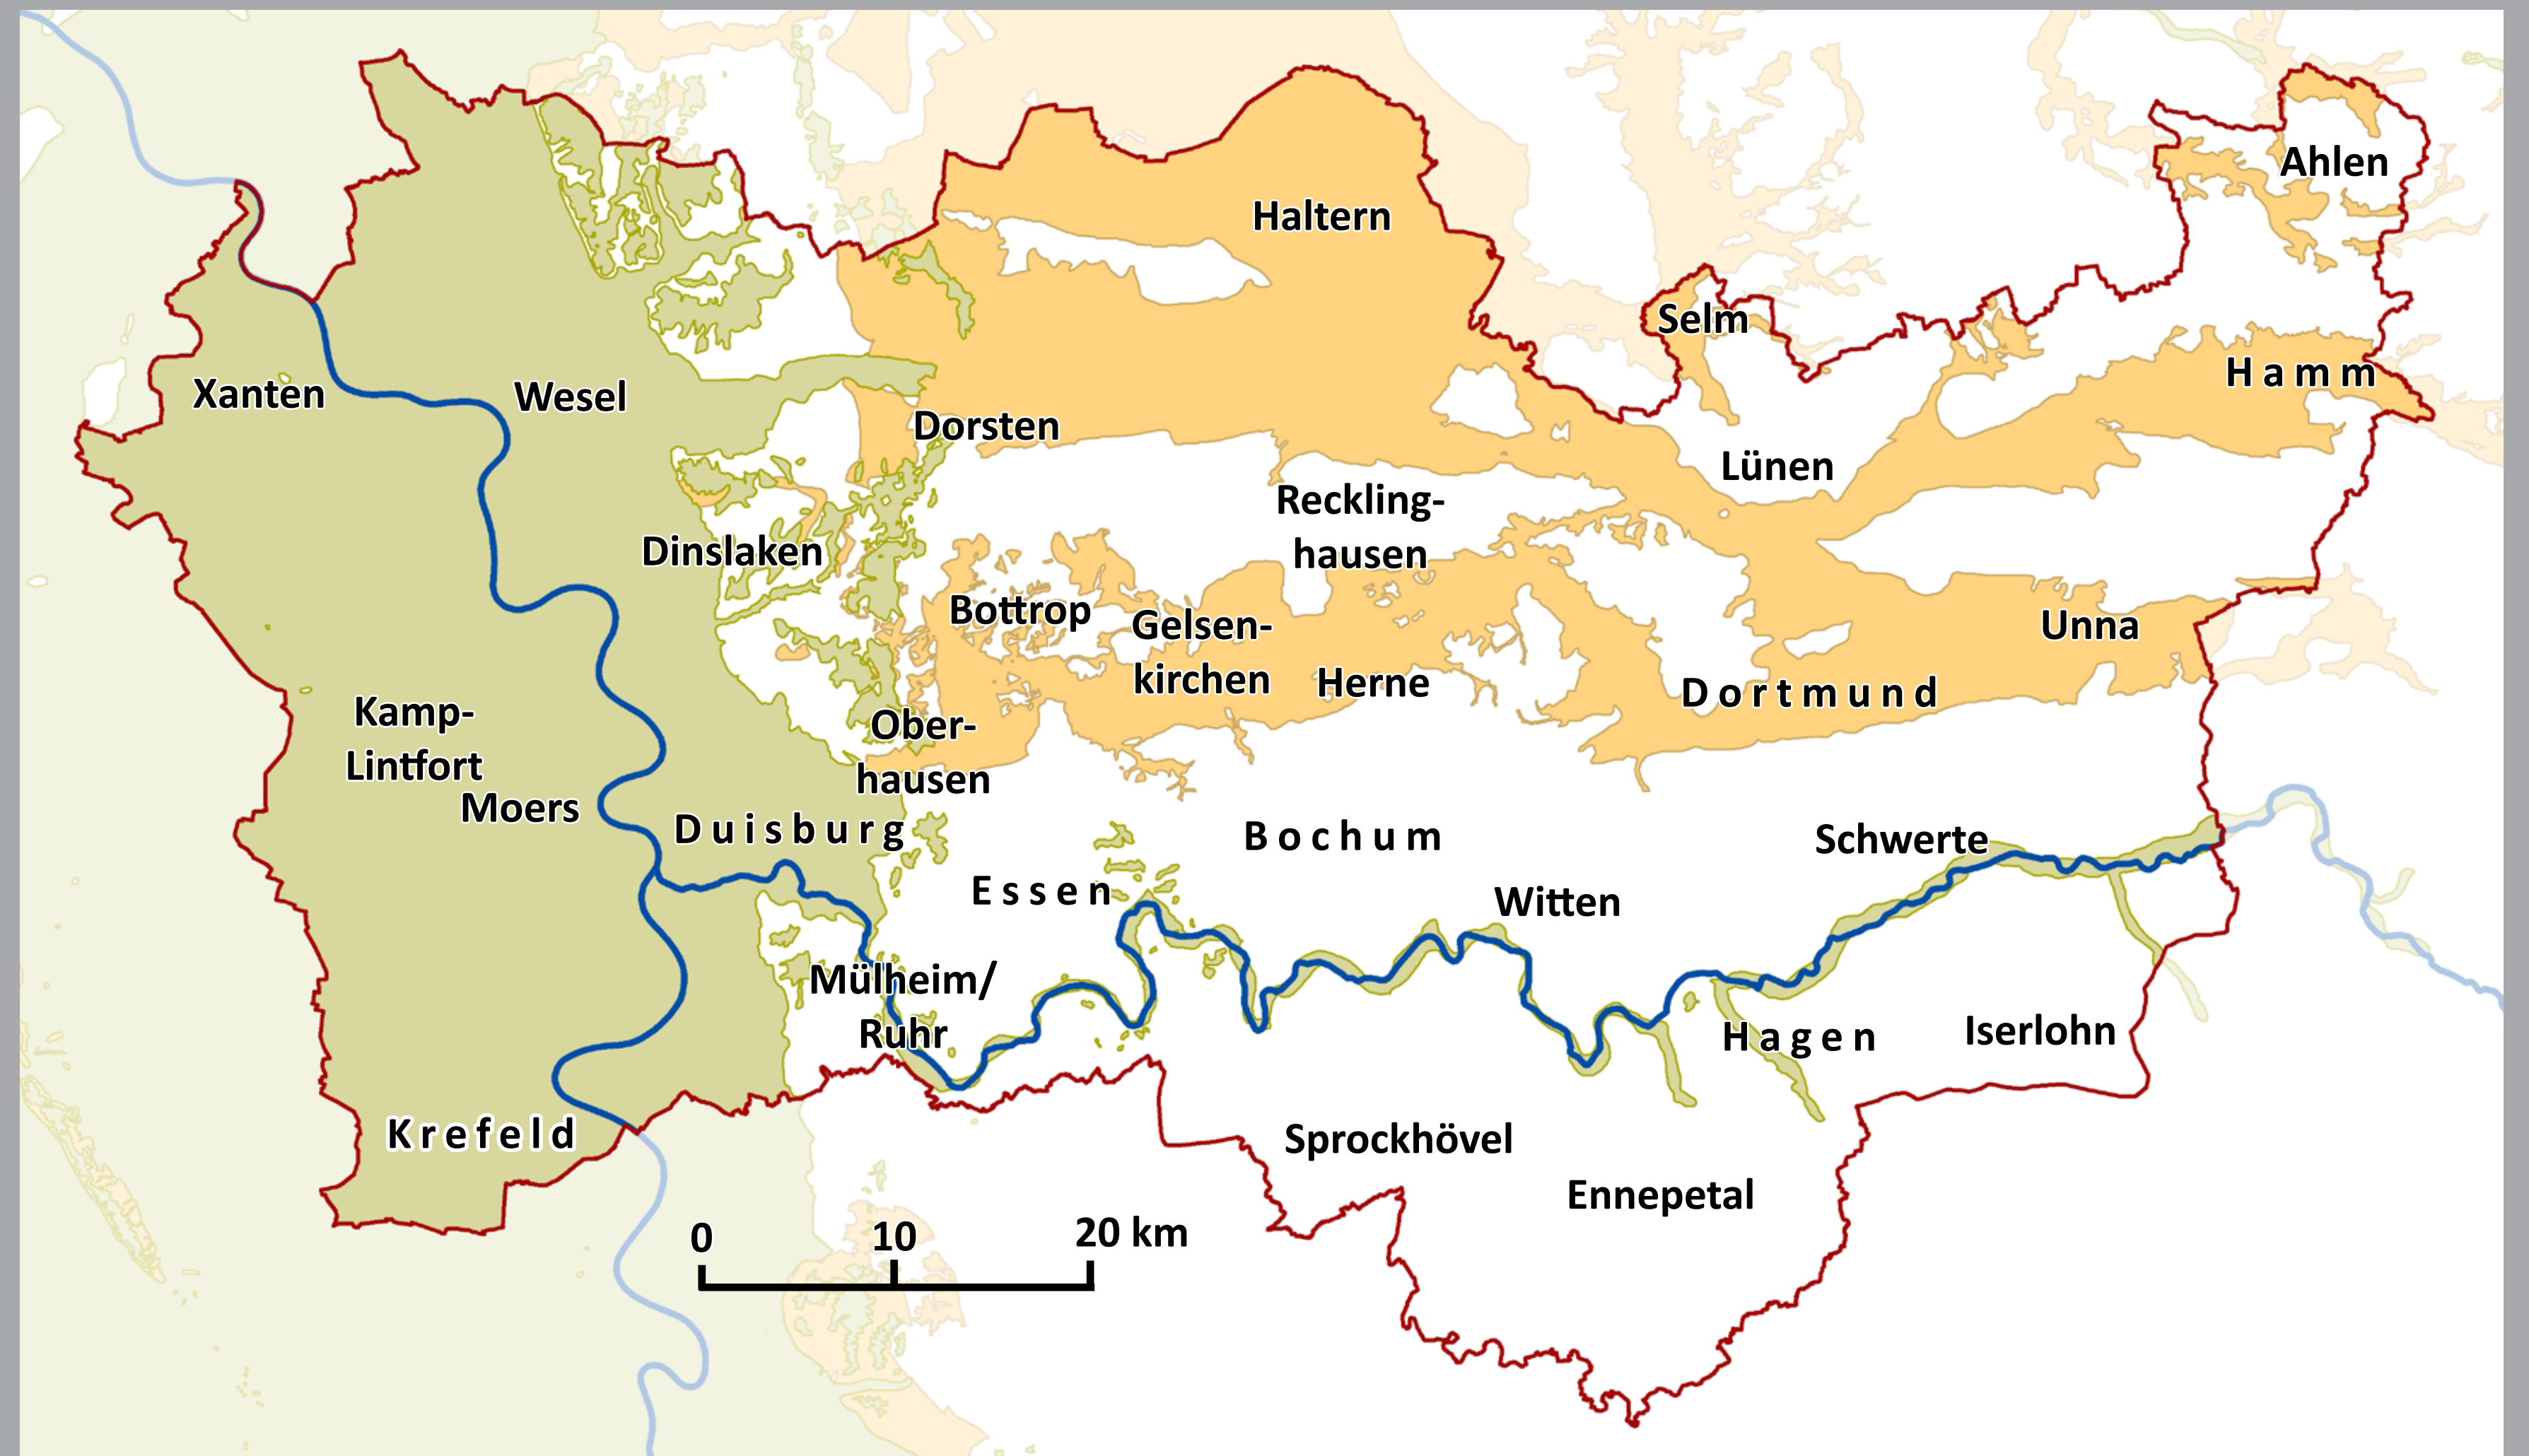 Ahlen
Haltern
Selm
Hamm
Xanten
Wesel
Dorsten
Lünen
Reckling-
hausen
Dinslaken
Bottrop
Gelsen-
kirchen
Unna
Herne
Dortmund
Kamp-
Lintfort
Ober-
hausen
Moers
Duisburg
Bochum
Schwerte
Essen
Witten
Mülheim/
Ruhr
Hagen
Iserlohn
Krefeld
Sprockhövel
Ennepetal
0 10 20 km